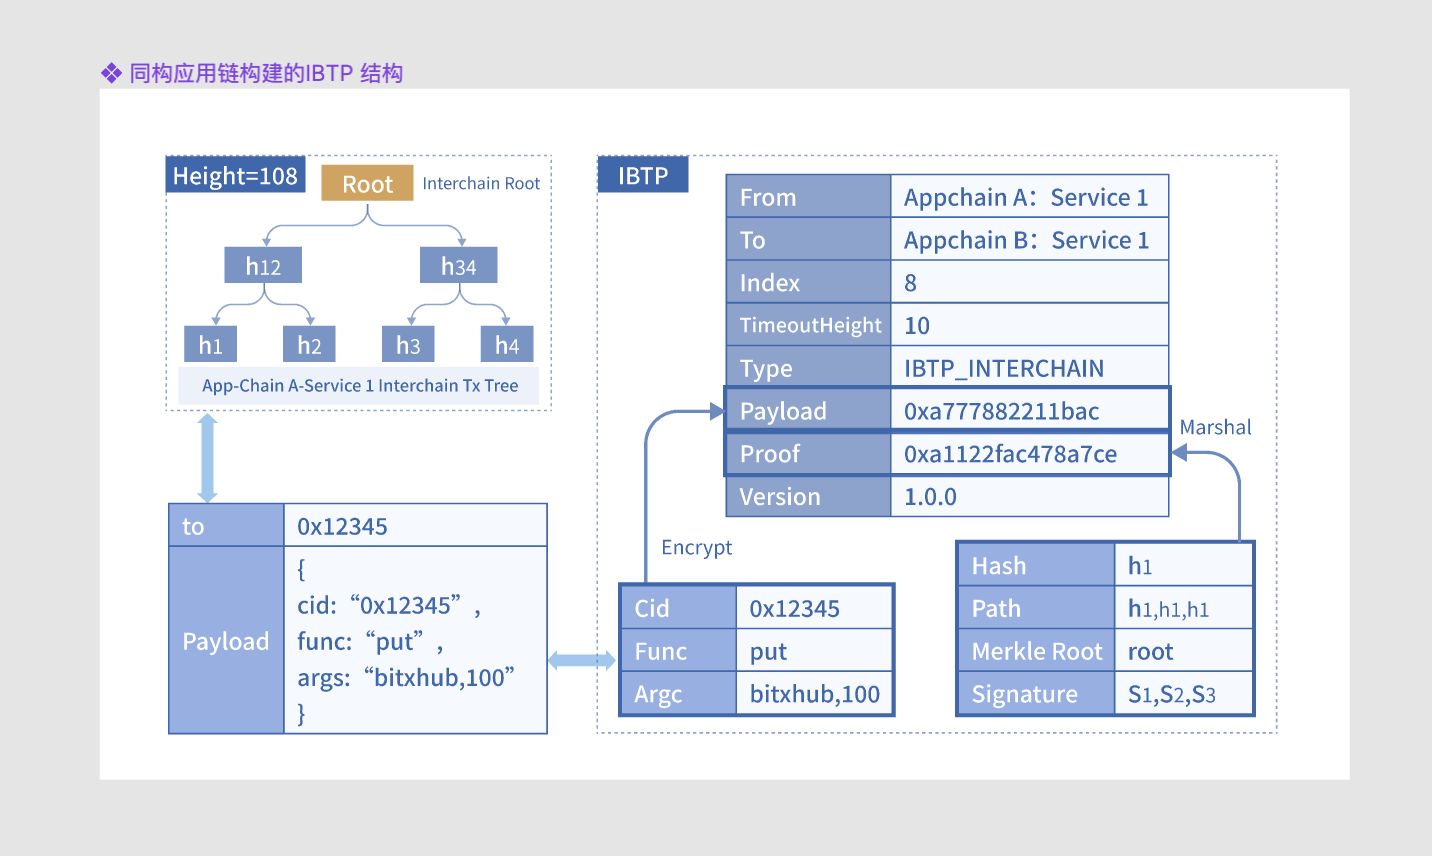 ❖ 同构应用链构建的IBTP 结构
Height=108
Root
Interchain Root
h12
h34
h1
h2
h3
h4
App-Chain A-Service 1 Interchain Tx Tree
to
0x12345
Payload
{
cid:“0x12345”,
func:“put”,
args:“bitxhub,100”
}
IBTP
From
Appchain A：Service 1
To
Appchain B：Service 1
Index
8
TimeoutHeight
10
Type
IBTP_INTERCHAIN
Payload
0xa777882211bac
Proof
0xa1122fac478a7ce
Version
1.0.0
Marshal
Encrypt
Cid
0x12345
Func
put
Argc
bitxhub,100
Hash
h1
Path
h1,h1,h1
Merkle Root
root
Signature
S1,S2,S3